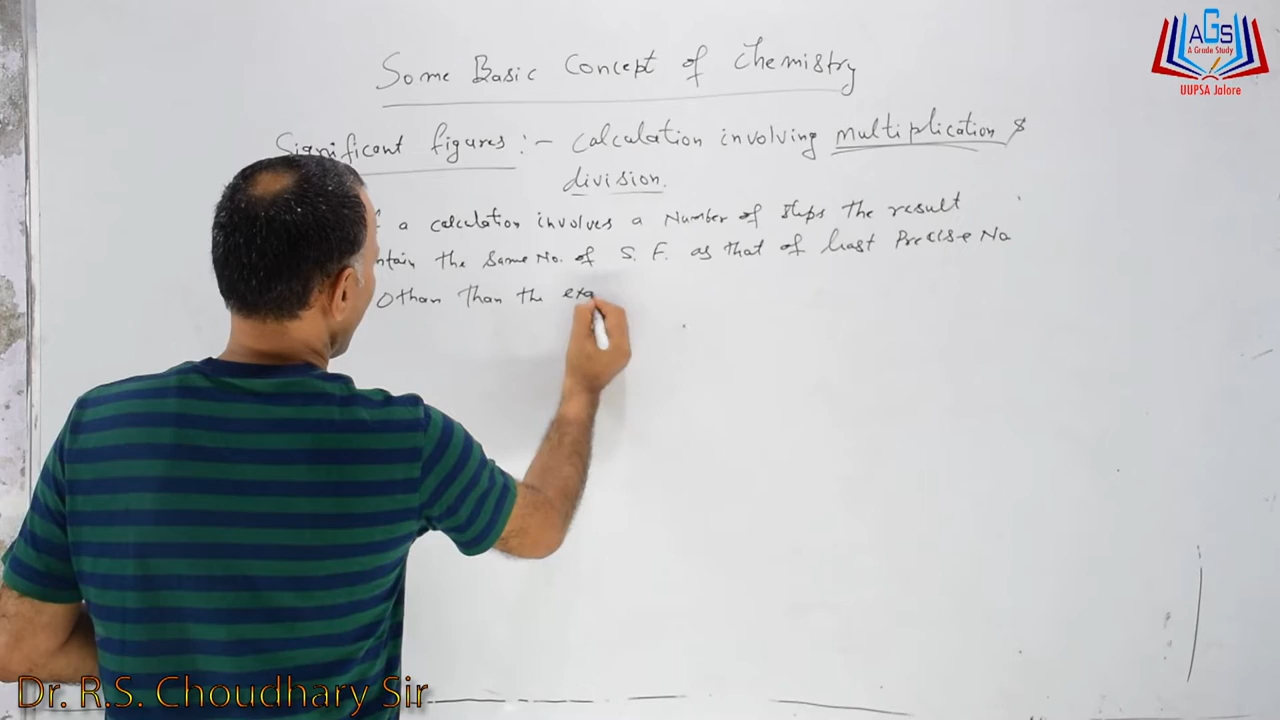 AGS
A Grade Study
UUPSA Jalore
Some Basic Concept of chemistry
Significant figures :- Calculation involving multiplication &
division.
a calculation involves a Number of steps the result
ntain the same No. of S. F. as that of least Precise No
Othan Than the exa
Dr. R.S. Choudhary Sir